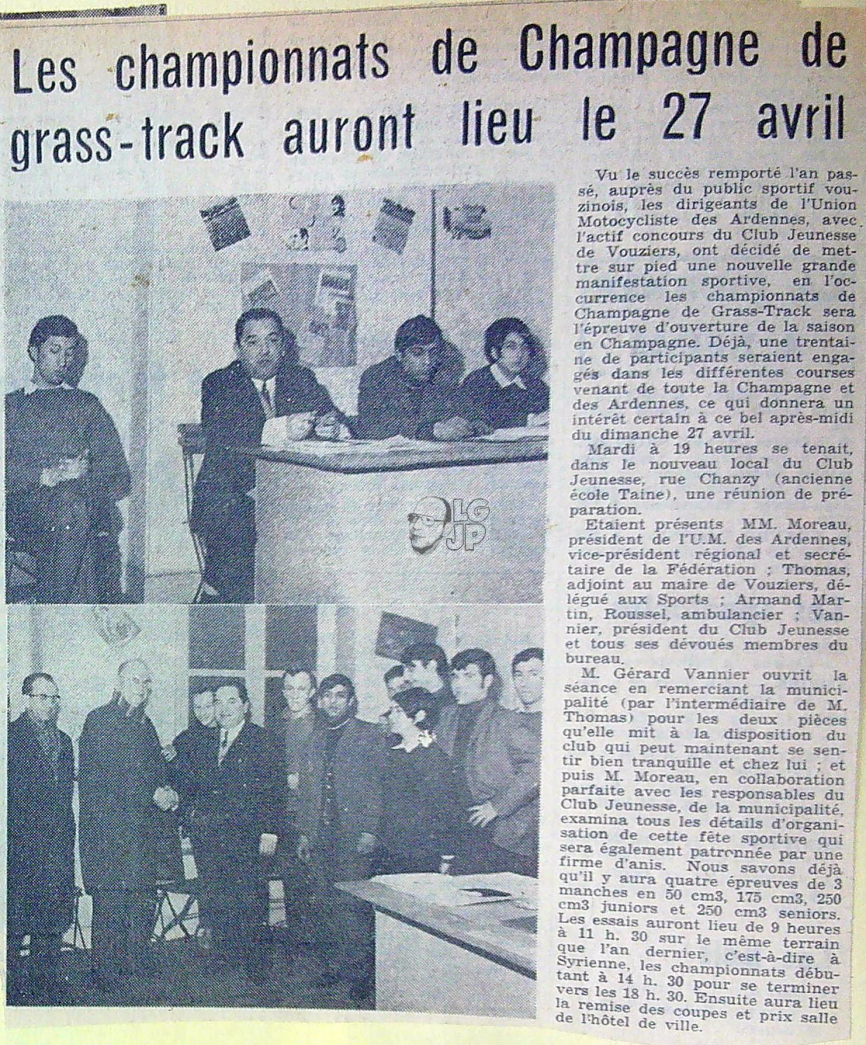 Les championnats de Champagne de
grass-track auront lieu le 27 avril
Vu le succès remporté l'an pas-
sé, auprès du public sportif vou-
zinois, les dirigeants de l'Union
Motocycliste des Ardennes, avec
l'actif concours du Club Jeunesse
de Vouziers, ont décidé de met-
tre sur pied une nouvelle grande
manifestation sportive, en l'oc-
currence les championnats de
Champagne de Grass-Track sera
l'épreuve d'ouverture de la saison
en Champagne. Déjà, une trentai-
ne de participants seraient enga-
gés dans les différentes courses
venant de toute la Champagne et
des Ardennes, ce qui donnera un
intérêt certain à ce bel après-midi
du dimanche 27 avril.
Mardi à 19 heures se tenait,
dans le nouveau local du Club
Jeunesse, rue Chanzy (ancienne
école Taine), une réunion de pré-
paration.
Etaient présents MM. Moreau,
président de l'U.M. des Ardennes,
vice-président régional et secré-
taire de la Fédération ; Thomas,
adjoint au maire de Vouziers, dé-
légué aux Sports ; Armand Mar-
tin, Roussel, ambulancier ; Van-
nier, président du Club Jeunesse
et tous ses dévoués membres du
bureau.
M. Gérard Vannier ouvrit la
séance en remerciant la munici-
palité (par l'intermédiaire de M.
Thomas) pour les deux pièces
qu'elle mit à la disposition du
club qui peut maintenant se sen-
tir bien tranquille et chez lui ; et
puis M. Moreau, en collaboration
parfaite avec les responsables du
Club Jeunesse, de la municipalité,
examina tous les détails d'organi-
sation de cette fête sportive qui
sera également patronnée par une
firme d'anis. Nous savons déjà
qu'il y aura quatre épreuves de 3
manches en 50 cm3, 175 cm3, 250
cm3 juniors et 250 cm3 seniors.
Les essais auront lieu de 9 heures
à 11 h. 30 sur le même terrain
que l'an dernier, c'est-à-dire à
Syrienne, les championnats débu-
tant à 14 h. 30 pour se terminer
vers les 18 h. 30. Ensuite aura lieu
la remise des coupes et prix salle
de l'hôtel de ville.
LG
JP